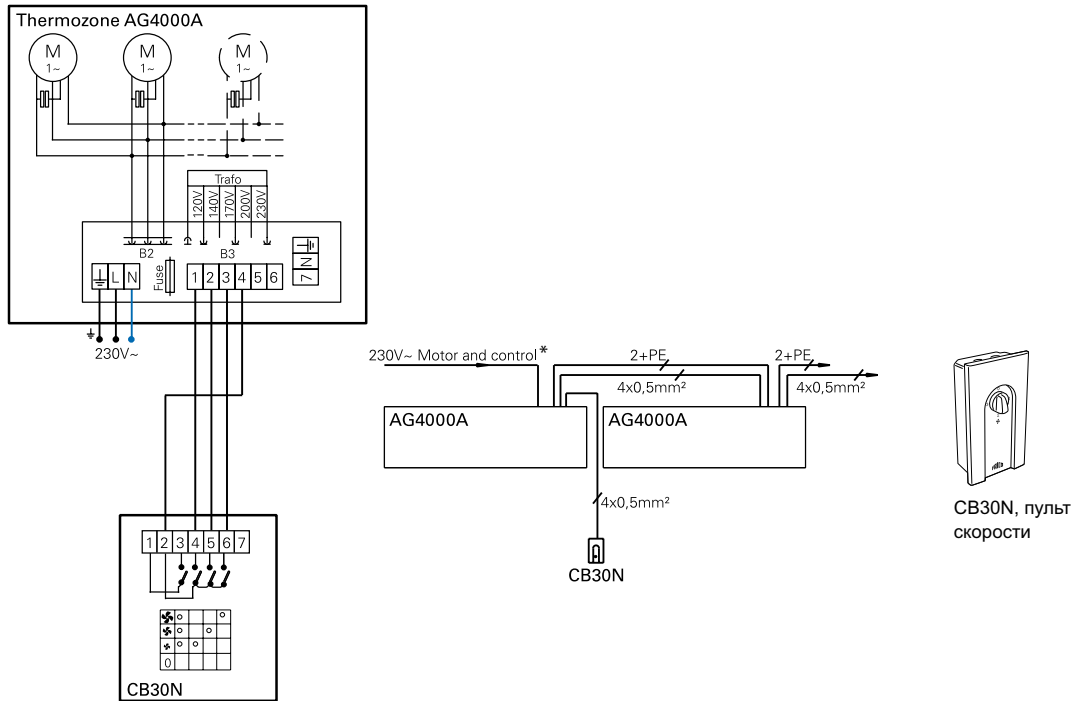 Thermozone AG4000A
M M M
1~ 1~ 1~
Trafo
120V 140V 170V 200V 230V
B2 B3
L N Fuse 1 2 3 4 5 6 7 N
230V~
230V~ Motor and control* 2+PE 2+PE
4x0,5mm² 4x0,5mm²
AG4000A AG4000A
4x0,5mm²
CB30N
CB30N, пульт
скорости
1 2 3 4 5 6 7
0
CB30N